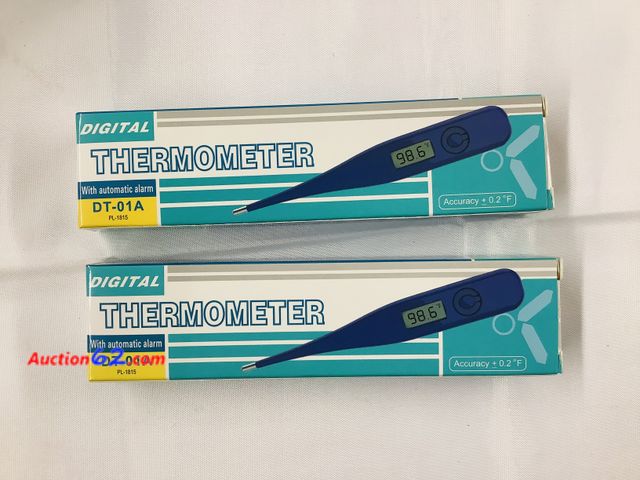 DIGITAL
THERMOMETER
98.6°F
With automatic alarm
DT-01A
PL-1815
Accuracy ± 0.2 °F
DIGITAL
THERMOMETER
98.6°F
With automatic alarm
Auction62.com
PL-1815
Accuracy ± 0.2 °F